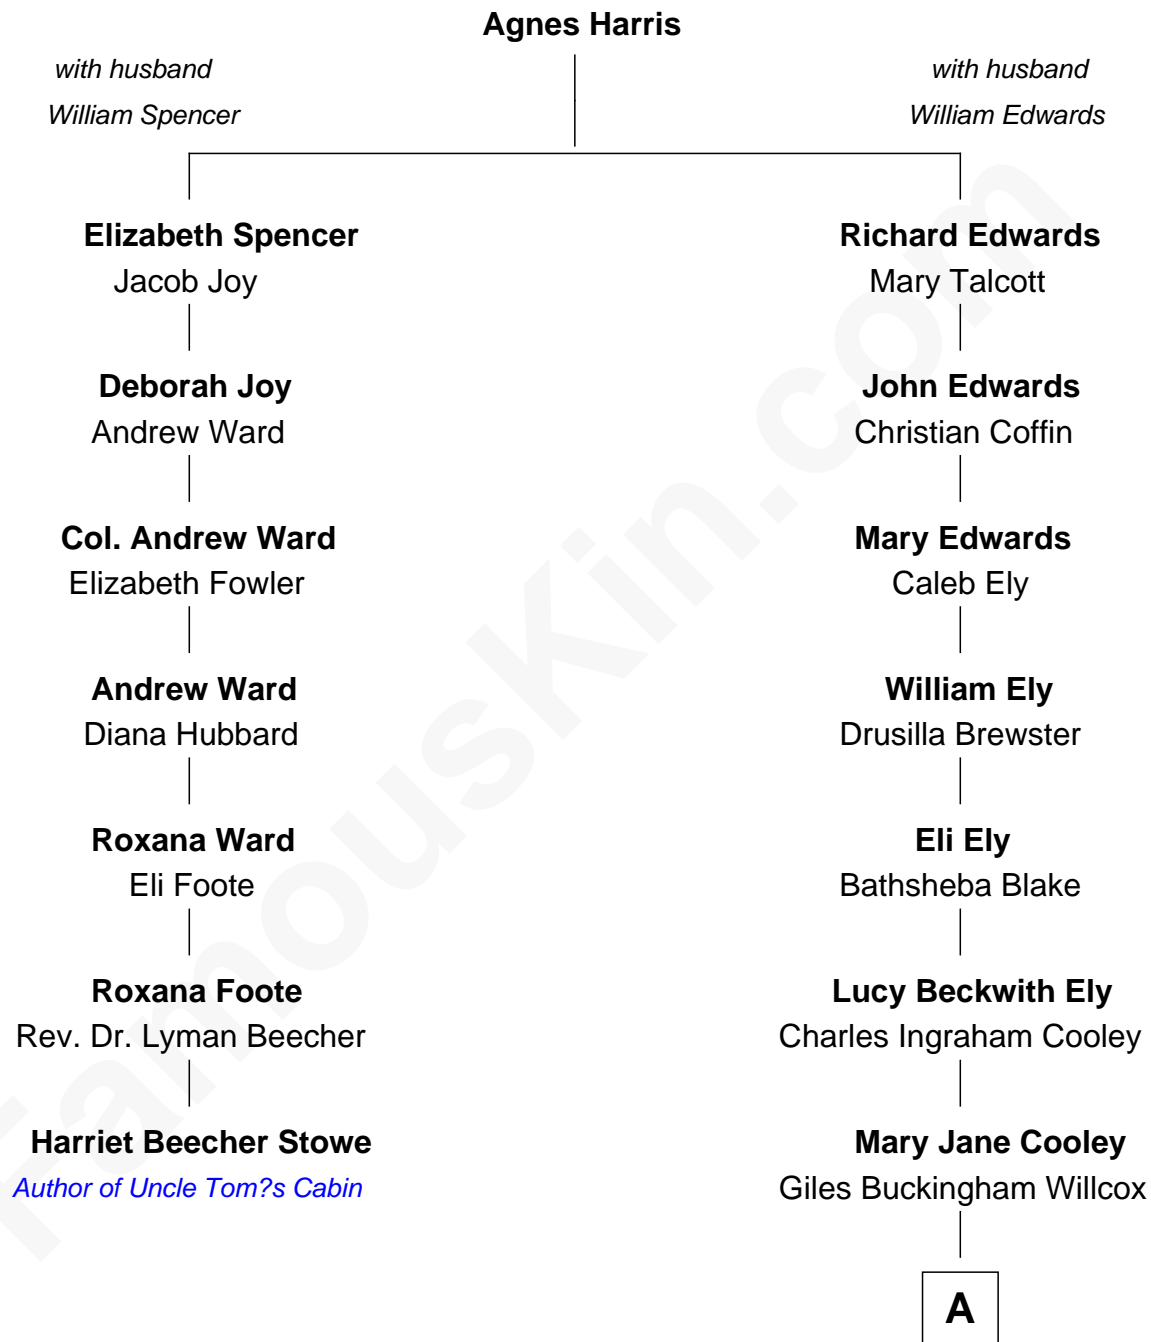 Agnes Harris
with husband
William Spencer
with husband
William Edwards
Elizabeth Spencer
Jacob Joy
Richard Edwards
Mary Talcott
Deborah Joy
Andrew Ward
John Edwards
Christian Coffin
Col. Andrew Ward
Elizabeth Fowler
Mary Edwards
Caleb Ely
Andrew Ward
Diana Hubbard
William Ely
Drusilla Brewster
Roxana Ward
Eli Foote
Eli Ely
Bathsheba Blake
Roxana Foote
Rev. Dr. Lyman Beecher
Lucy Beckwith Ely
Charles Ingraham Cooley
Harriet Beecher Stowe
Author of Uncle Tom?s Cabin
Mary Jane Cooley
Giles Buckingham Willcox
A
FamousKin.com